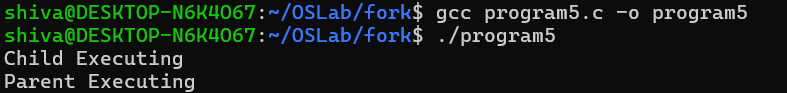 shiva@DESKTOP-N6K4O67:~/OSLab/fork$ gcc program5.c -o program5
shiva@DESKTOP-N6K4O67:~/OSLab/fork$ ./program5
Child Executing
Parent Executing